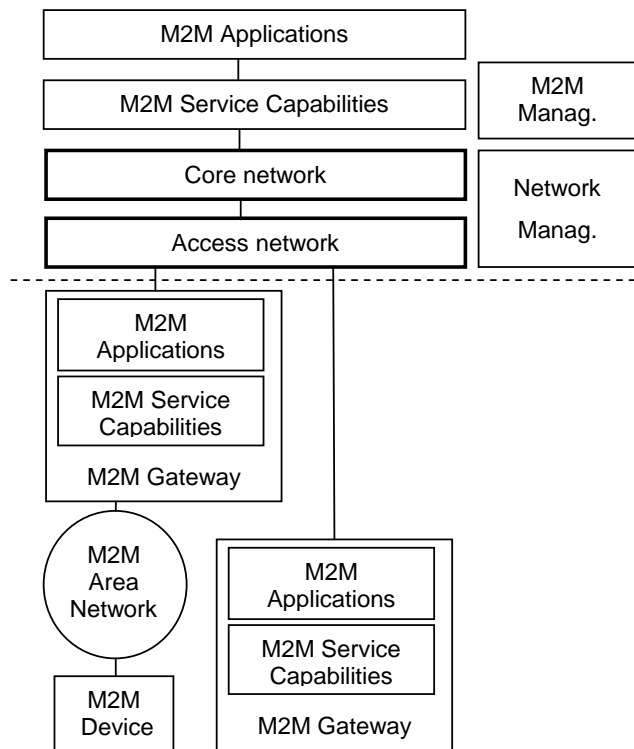 M2M Applications
M2M Service Capabilities
M2M
Manag.
Core network
Network
Manag.
Access network
M2M
Applications
M2M Service
Capabilities
M2M Gateway
M2M
Area
Network
M2M
Device
M2M
Applications
M2M Service
Capabilities
M2M Gateway